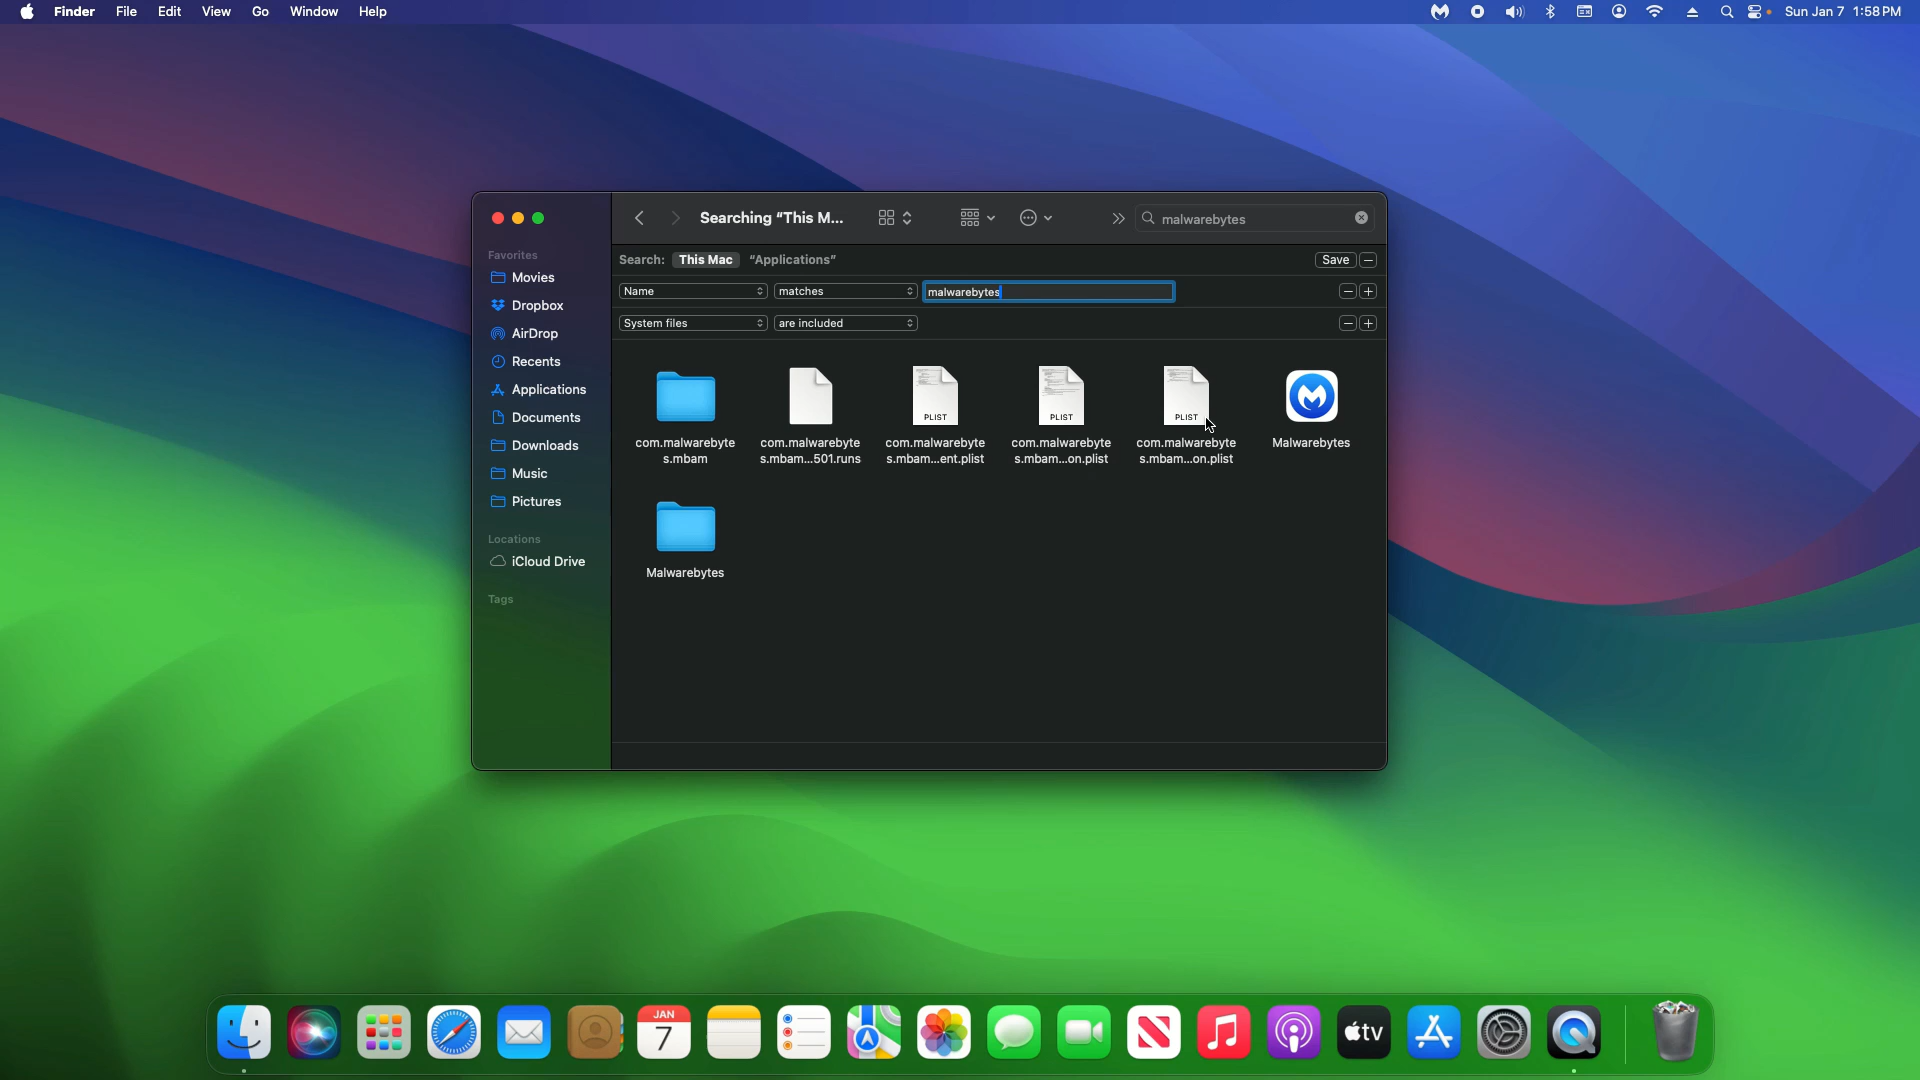 Finder File Edit View Go Window Help Sun Jan 7 1:58 PM
Searching “This M... malwarebytes
Favorites
Movies
Dropbox
AirDrop
Recents
Applications
Documents
Downloads
Music
Pictures
Locations
iCloud Drive
Tags
Search: This Mac “Applications” Save
Name matches malwarebytes
System files are included
PLIST PLIST PLIST
com.malwarebyte com.malwarebyte com.malwarebyte com.malwarebyte com.malwarebyte Malwarebytes
s.mbam s.mbam...501.runs s.mbam...ent.plist s.mbam...on.plist s.mbam...on.plist
Malwarebytes
JAN
7
tv